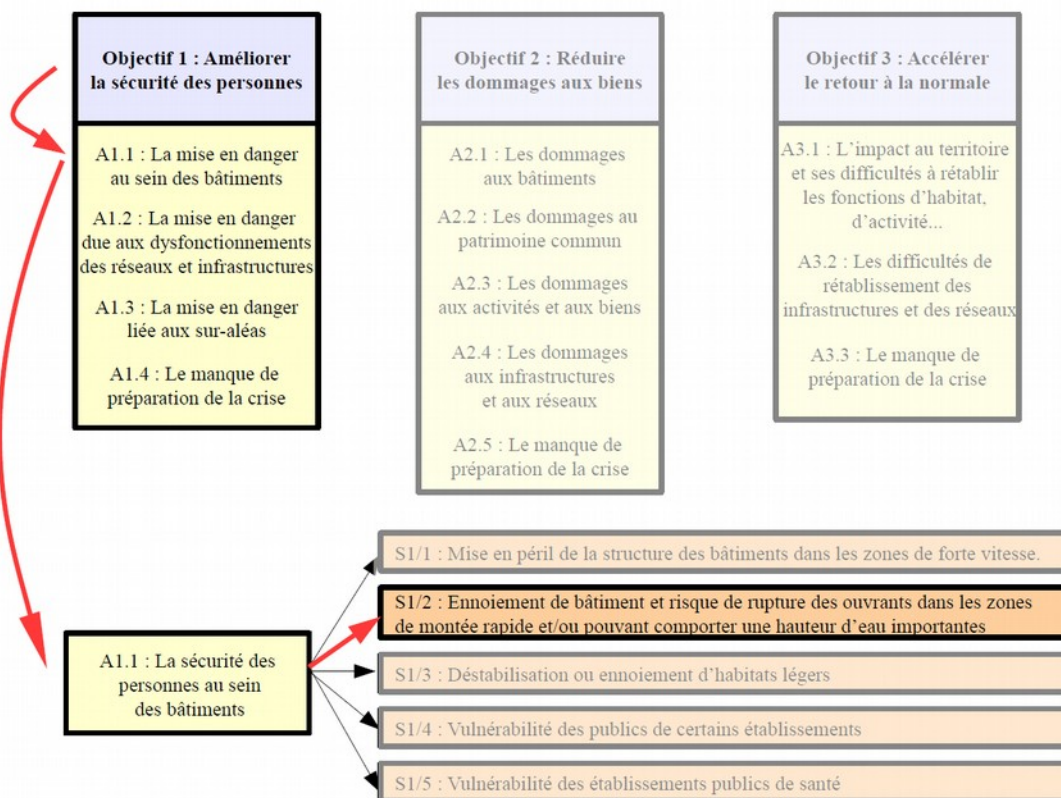 Objectif 1 : Améliorer
la sécurité des personnes
A1.1 : La mise en danger
au sein des bâtiments
A1.2 : La mise en danger
due aux dysfonctionnements
des réseaux et infrastructures
A1.3 : La mise en danger
liée aux sur-aléas
A1.4 : Le manque de
préparation de la crise
Objectif 2 : Réduire
les dommages aux biens
A2.1 : Les dommages
aux bâtiments
A2.2 : Les dommages au
patrimoine commun
A2.3 : Les dommages
aux activités et aux biens
A2.4 : Les dommages
aux infrastructures
et aux réseaux
A2.5 : Le manque de
préparation de la crise
Objectif 3 : Accélérer
le retour à la normale
A3.1 : L’impact au territoire
et ses difficultés à rétablir
les fonctions d’habitat,
d’activité...
A3.2 : Les difficultés de
rétablissement des
infrastructures et des réseaux
A3.3 : Le manque de
préparation de la crise
A1.1 : La sécurité des
personnes au sein
des bâtiments
S1/1 : Mise en péril de la structure des bâtiments dans les zones de forte vitesse.
S1/2 : Ennoiement de bâtiment et risque de rupture des ouvrants dans les zones
de montée rapide et/ou pouvant comporter une hauteur d’eau importantes
S1/3 : Déstabilisation ou ennoiement d’habitats légers
S1/4 : Vulnérabilité des publics de certains établissements
S1/5 : Vulnérabilité des établissements publics de santé